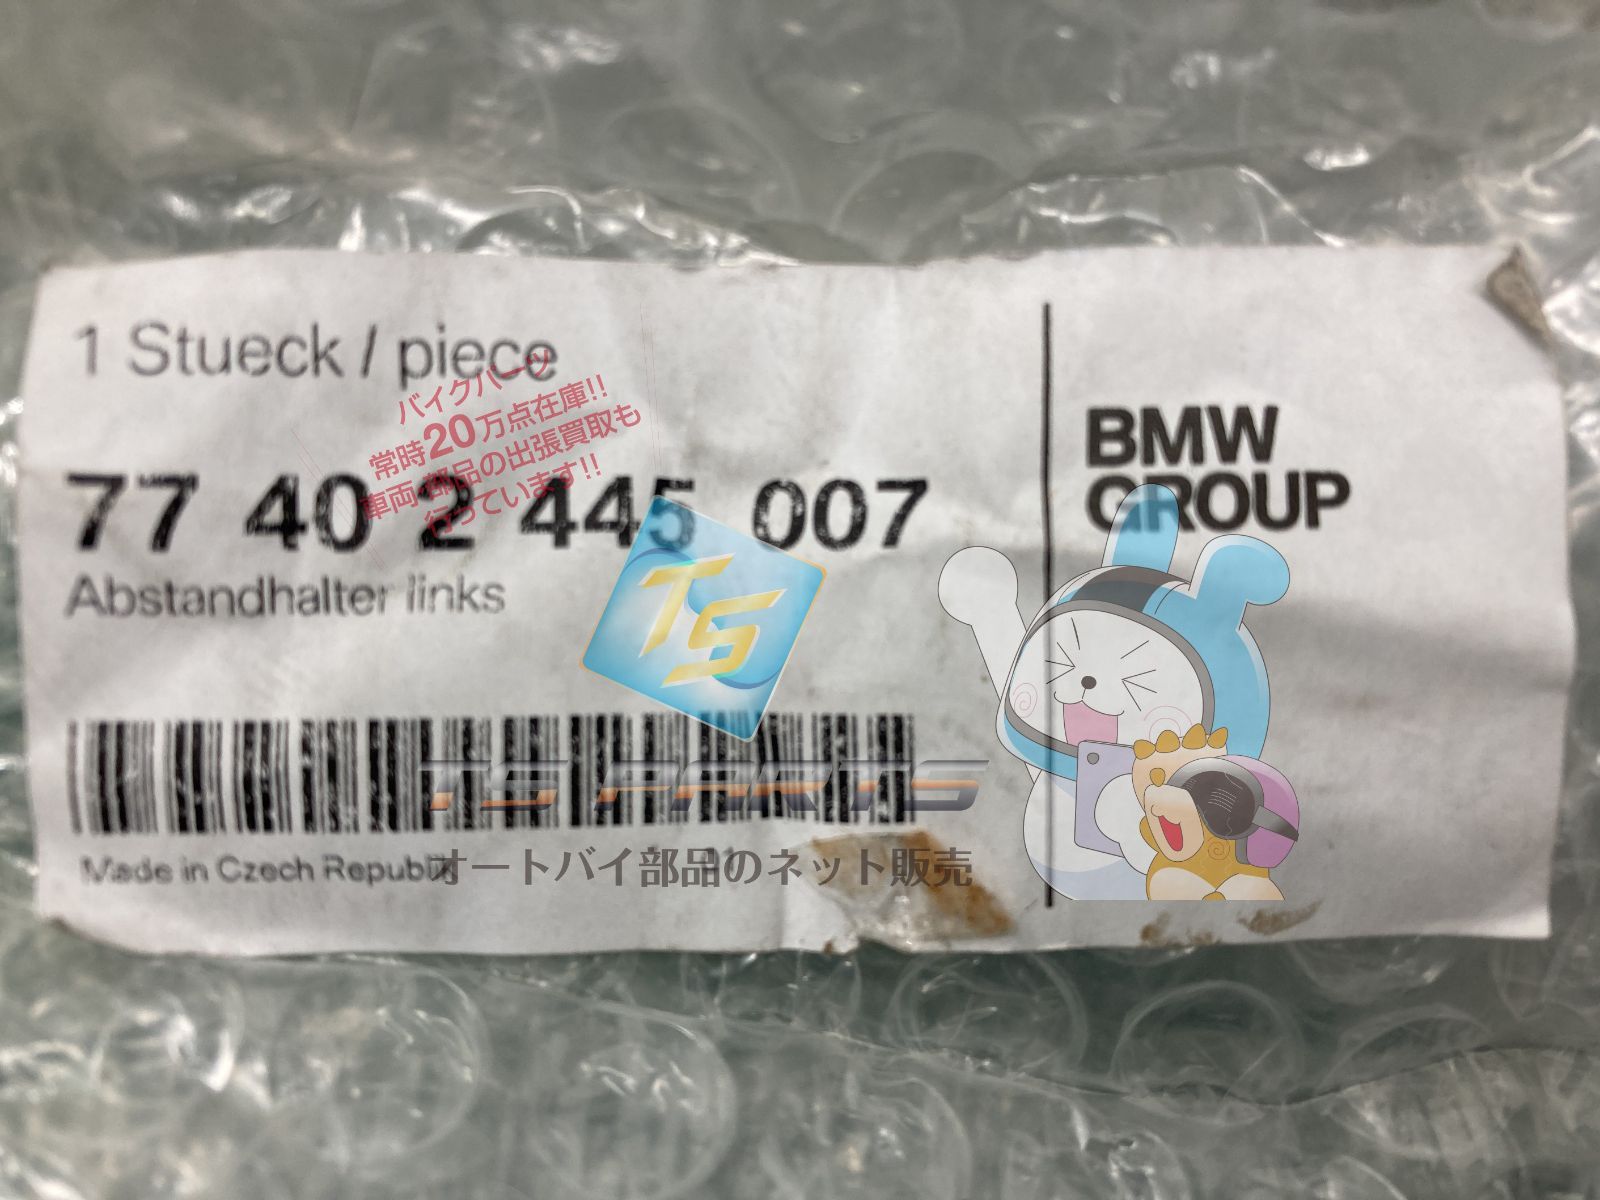 1 Stueck / piece
バイクパーツ
常時20万点在庫!!
車両・部品の出張買取も
行っています!!
77 40 2 445 007
Abstandhalter links
BMW
GROUP
TS
TS PARTS
Made in Czech Republik
オートバイ部品のネット販売